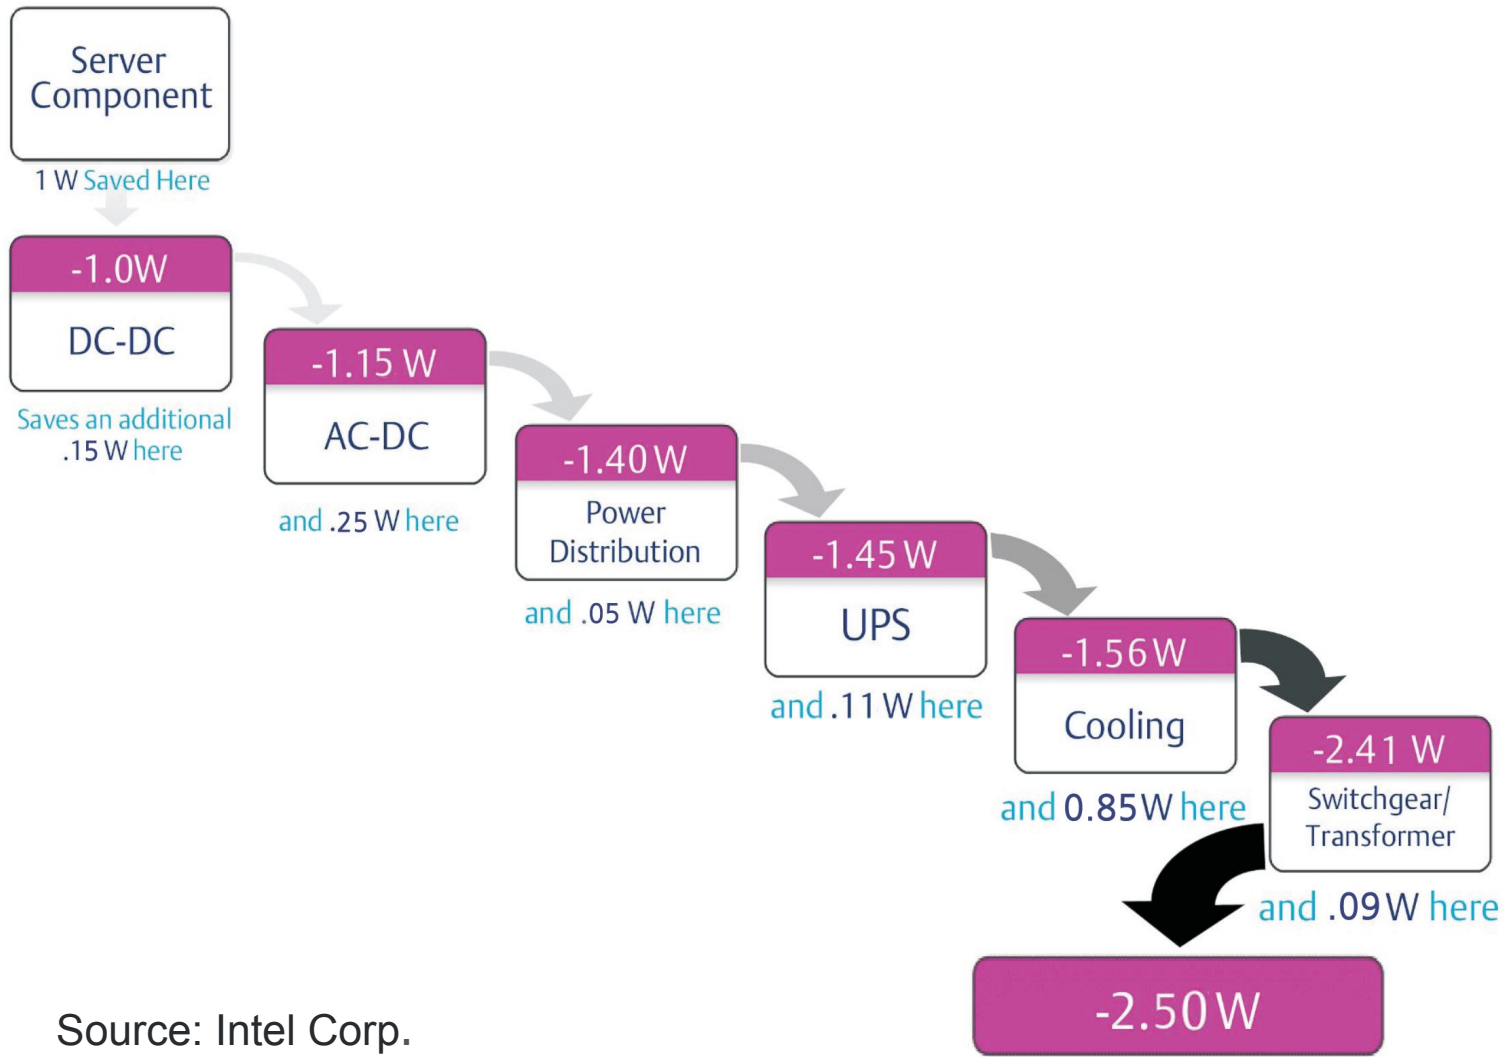 Server
Component
1 W Saved Here
-1.0W
DC-DC
Saves an additional
.15 W here
-1.15 W
AC-DC
and .25 W here
-1.40 W
Power
Distribution
and .05 W here
-1.45 W
UPS
and .11 W here
-1.56 W
Cooling
and 0.85W here
-2.41 W
Switchgear/
Transformer
and .09 W here
-2.50 W
Source: Intel Corp.